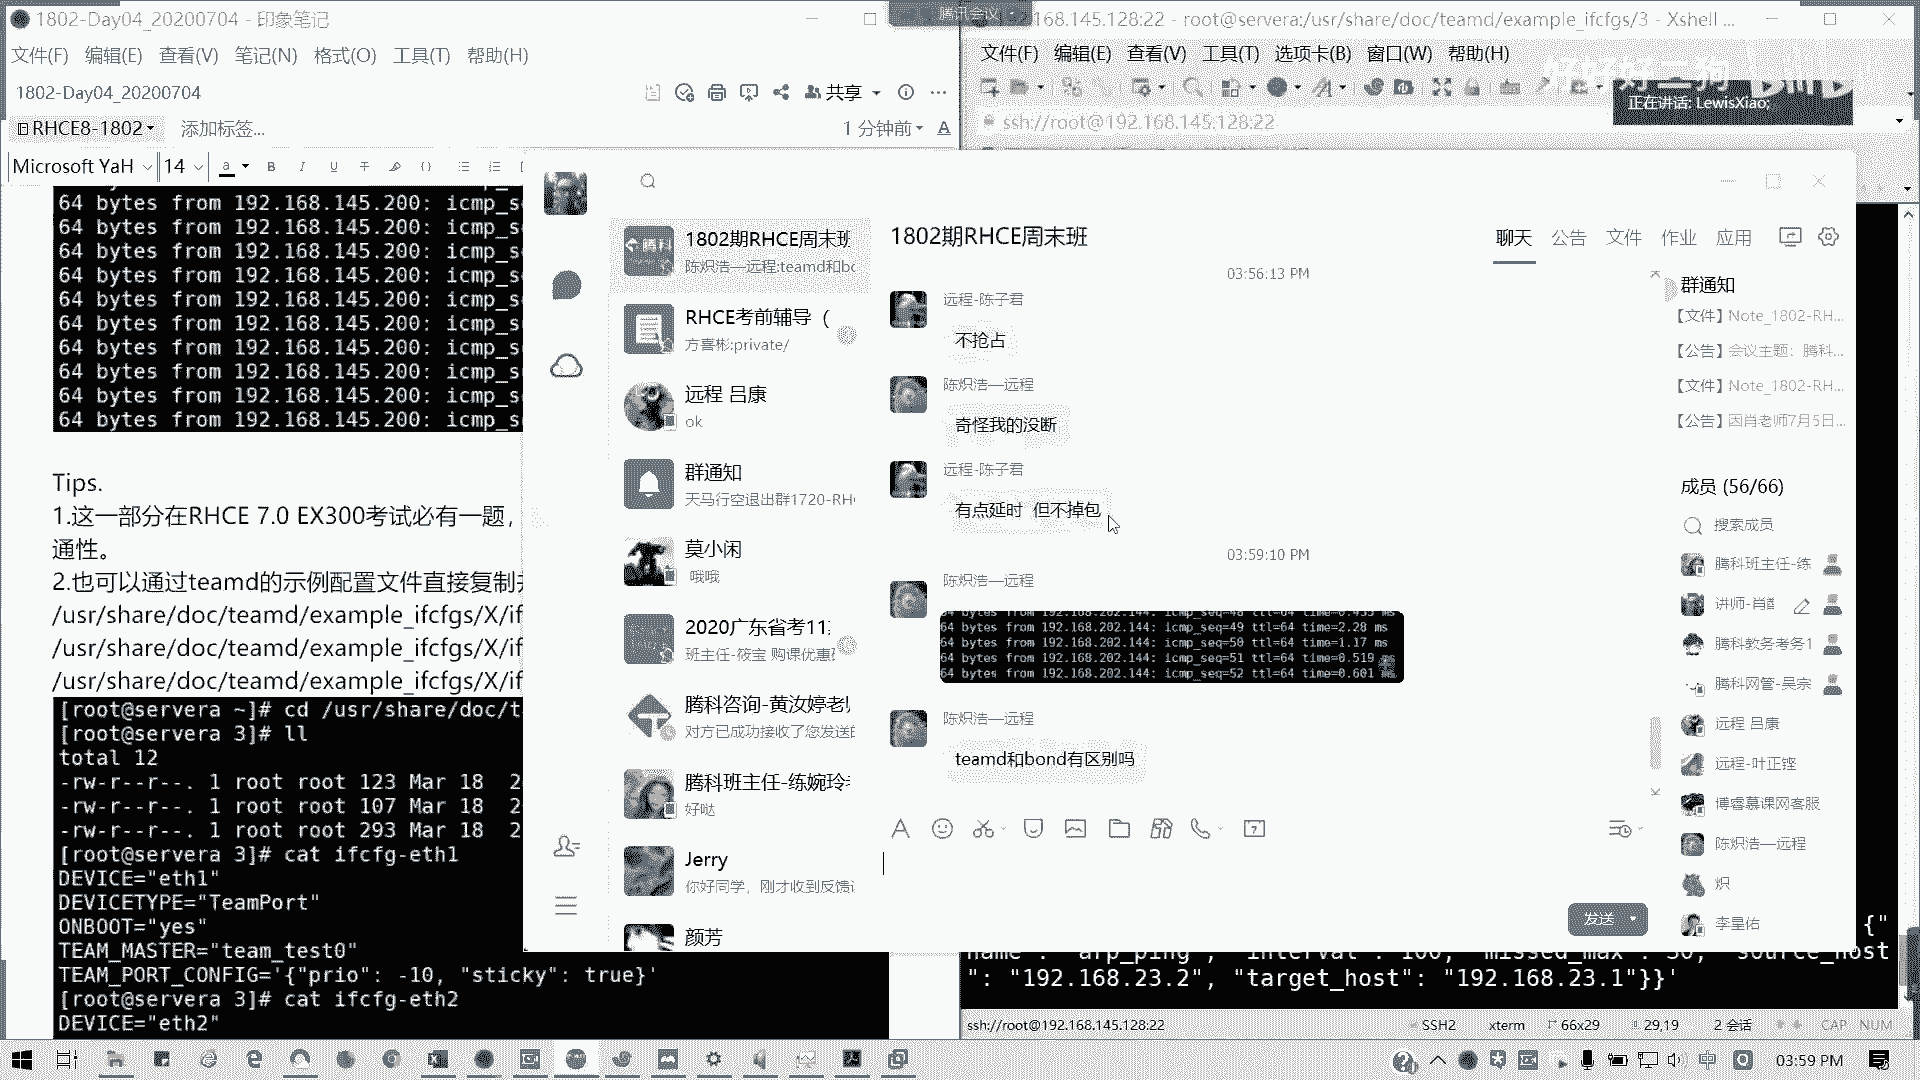 1802-Day04_20200704 - 印象笔记
文件(F) 编辑(E) 查看(V) 笔记(N) 格式(O) 工具(T) 帮助(H)
1802-Day04_20200704
共享
RHCE8-1802
添加标签...
1 分钟前
Microsoft YaH
14
64 bytes from 192.168.145.200: icmp_s
64 bytes from 192.168.145.200: icmp_s
64 bytes from 192.168.145.200: icmp_s
64 bytes from 192.168.145.200: icmp_s
64 bytes from 192.168.145.200: icmp_s
64 bytes from 192.168.145.200: icmp_s
64 bytes from 192.168.145.200: icmp_s
64 bytes from 192.168.145.200: icmp_s
64 bytes from 192.168.145.200: icmp_s
64 bytes from 192.168.145.200: icmp_s
Tips.
1.这一部分在RHCE 7.0 EX300考试必有一题，
通性。
2.也可以通过teamd的示例配置文件直接复制
/usr/share/doc/teamd/example_ifcfgs/X/if
/usr/share/doc/teamd/example_ifcfgs/X/if
/usr/share/doc/teamd/example_ifcfgs/X/if
[root@servera ~]# cd /usr/share/doc/t
[root@servera 3]# ll
total 12
-rw-r--r--. 1 root root 123 Mar 18  2
-rw-r--r--. 1 root root 107 Mar 18  2
-rw-r--r--. 1 root root 293 Mar 18  2
[root@servera 3]# cat ifcfg-eth1
DEVICE="eth1"
DEVICETYPE="TeamPort"
ONBOOT="yes"
TEAM_MASTER="team_test0"
TEAM_PORT_CONFIG='{"prio": -10, "sticky": true}'
[root@servera 3]# cat ifcfg-eth2
DEVICE="eth2"
腾讯会议
168.145.128:22 - root@servera:/usr/share/doc/teamd/example_ifcfgs/3 - Xshell ...
文件(F) 编辑(E) 查看(V) 工具(T) 选项卡(B) 窗口(W) 帮助(H)
正在讲话: LewisXiao;
ssh://root@192.168.145.128:22
1802期RHCE周末班
陈炽浩—远程:teamd和bo
RHCE考前辅导（
方喜彬:private/
远程 吕康
ok
群通知
天马行空退出群1720-RH
莫小闲
哦哦
2020广东省考11
班主任-筱宝 购课优惠
腾科咨询-黄汝婷老
对方已成功接收了您发送的
腾科班主任-练婉玲
好哒
Jerry
你好同学，刚才收到反馈
颜芳
1802期RHCE周末班
聊天 公告 文件 作业 应用
03:56:13 PM
远程-陈子君
不抢占
陈炽浩—远程
奇怪我的没断
远程-陈子君
有点延时 但不掉包
03:59:10 PM
陈炽浩—远程
64 bytes from 192.168.202.144: icmp_seq=48 ttl=64 time=0.455 ms
64 bytes from 192.168.202.144: icmp_seq=49 ttl=64 time=2.28 ms
64 bytes from 192.168.202.144: icmp_seq=50 ttl=64 time=1.17 ms
64 bytes from 192.168.202.144: icmp_seq=51 ttl=64 time=0.519 ms
64 bytes from 192.168.202.144: icmp_seq=52 ttl=64 time=0.601 ms
陈炽浩—远程
teamd和bond有区别吗
发送
群通知
【文件】Note_1802-RH...
【公告】会议主题：腾科...
【文件】Note_1802-RH...
【公告】因肖老师7月5日...
成员 (56/66)
搜索成员
腾科班主任-练
讲师-肖
腾科教务考务1
腾科网管-吴宗
远程 吕康
远程-叶正铿
博睿慕课网客服
陈炽浩—远程
炽
李星佑
{"
name": "arp_ping", "interval": 100, "missed_max": 30, "source_host
": "192.168.23.2", "target_host": "192.168.23.1"}}'
ssh://root@192.168.145.128:22
SSH2
xterm
66x29
29,19
2 会话
CAP NUM
中
03:59 PM